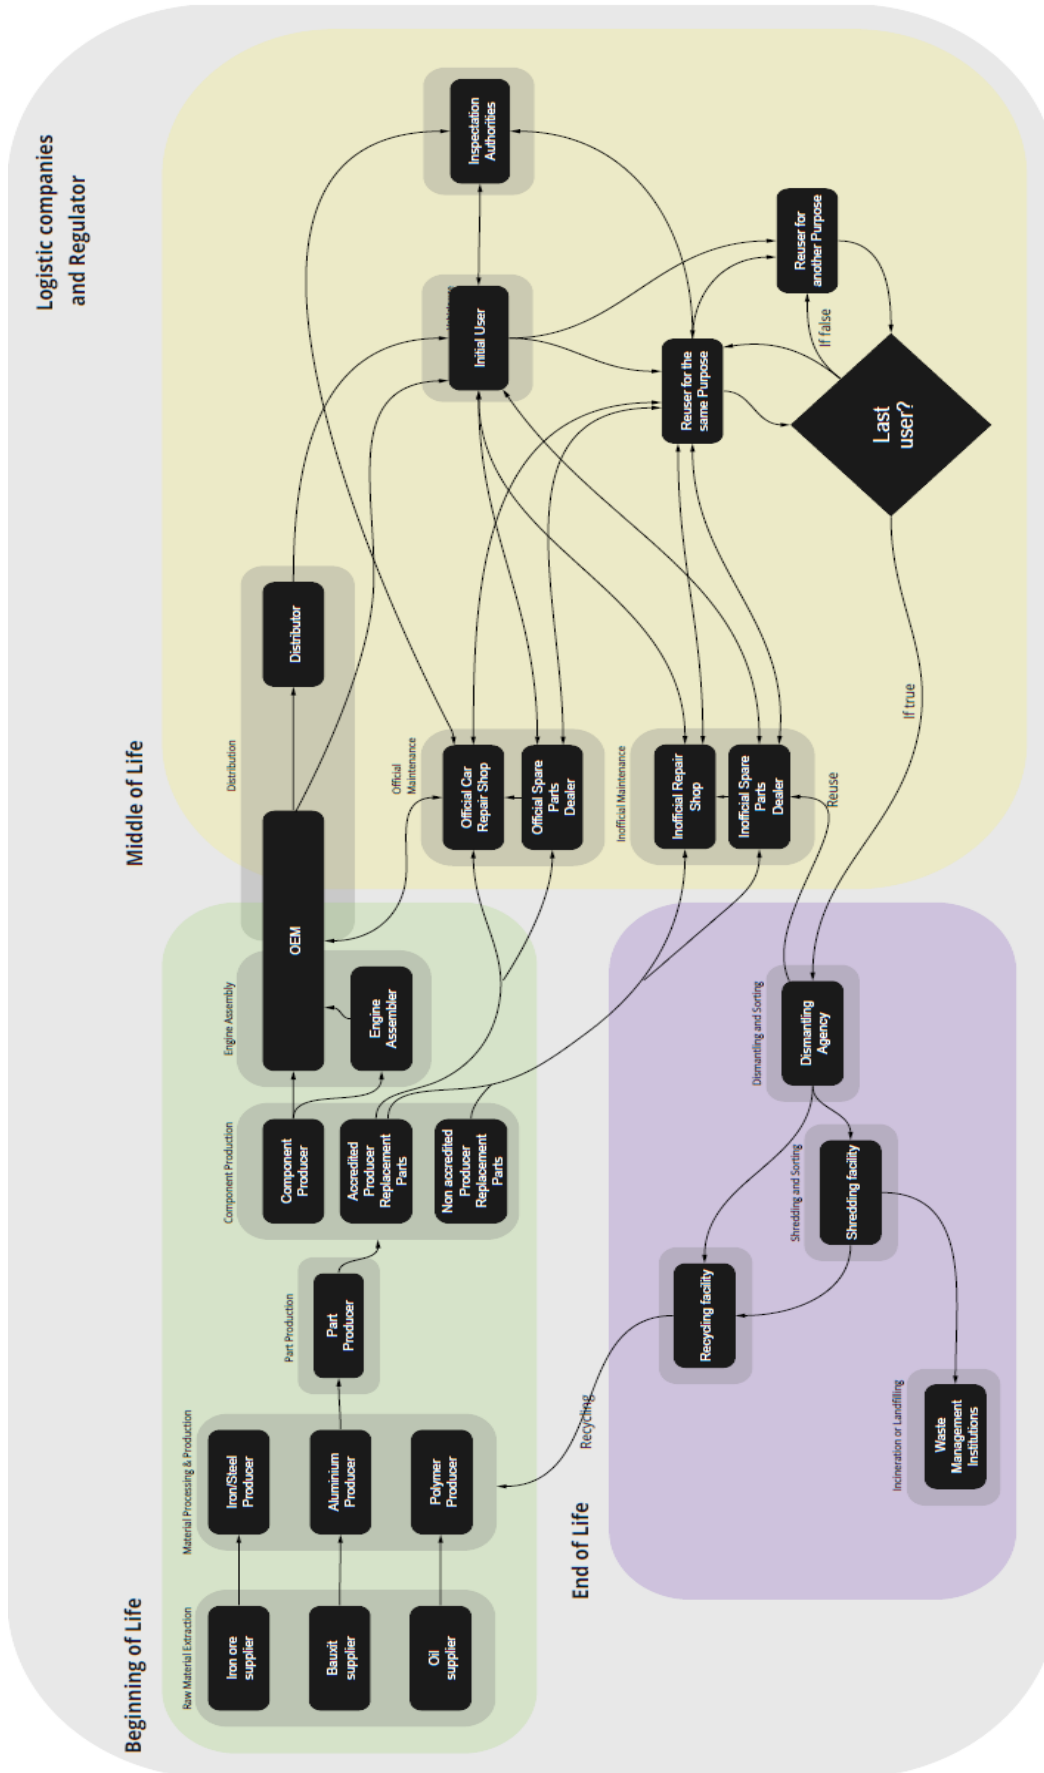 Logistic companies
and Regulator
Beginning of Life
Raw Material Extraction
Iron ore
supplier
Bauxit
supplier
Oil
supplier
Material Processing & Production
Iron/Steel
Producer
Aluminium
Producer
Polymer
Producer
Part Production
Part
Producer
Component Production
Component
Producer
Accredited
Producer
Replacement
Parts
Non accredited
Producer
Replacement
Parts
Engine Assembly
OEM
Engine
Assembler
Middle of Life
Distribution
Distributor
Official
Maintenance
Official Car
Repair Shop
Official Spare
Parts
Dealer
Inofficial Maintenance
Inofficial Repair
Shop
Inofficial Spare
Parts
Dealer
Initial User
Inspectation
Authorities
Reuser for the
same Purpose
Reuser for
another Purpose
If false
Last
user?
If true
Reuse
End of Life
Recycling
Dismantling and Sorting
Dismantling
Agency
Shredding and Sorting
Shredding facility
Recycling facility
Incineration or Landfilling
Waste
Management
Institutions